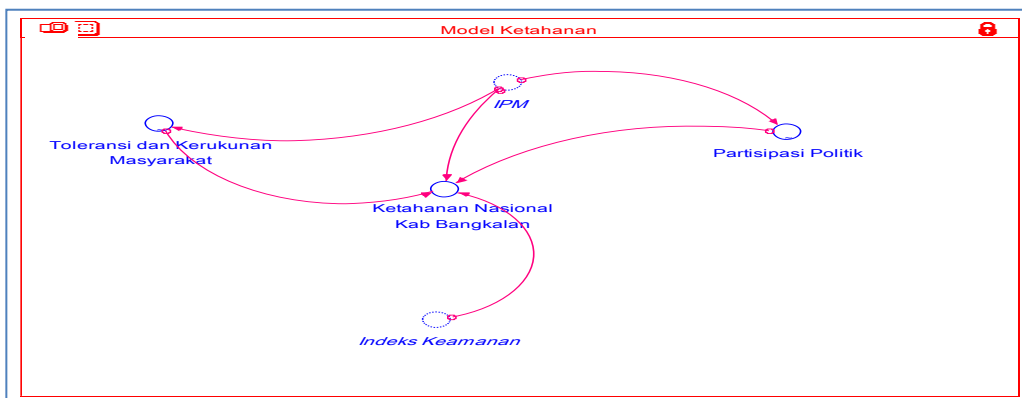 Model Ketahanan
IPM
Toleransi dan Kerukunan
Masyarakat
Partisipasi Politik
Ketahanan Nasional
Kab Bangkalan
Indeks Keamanan